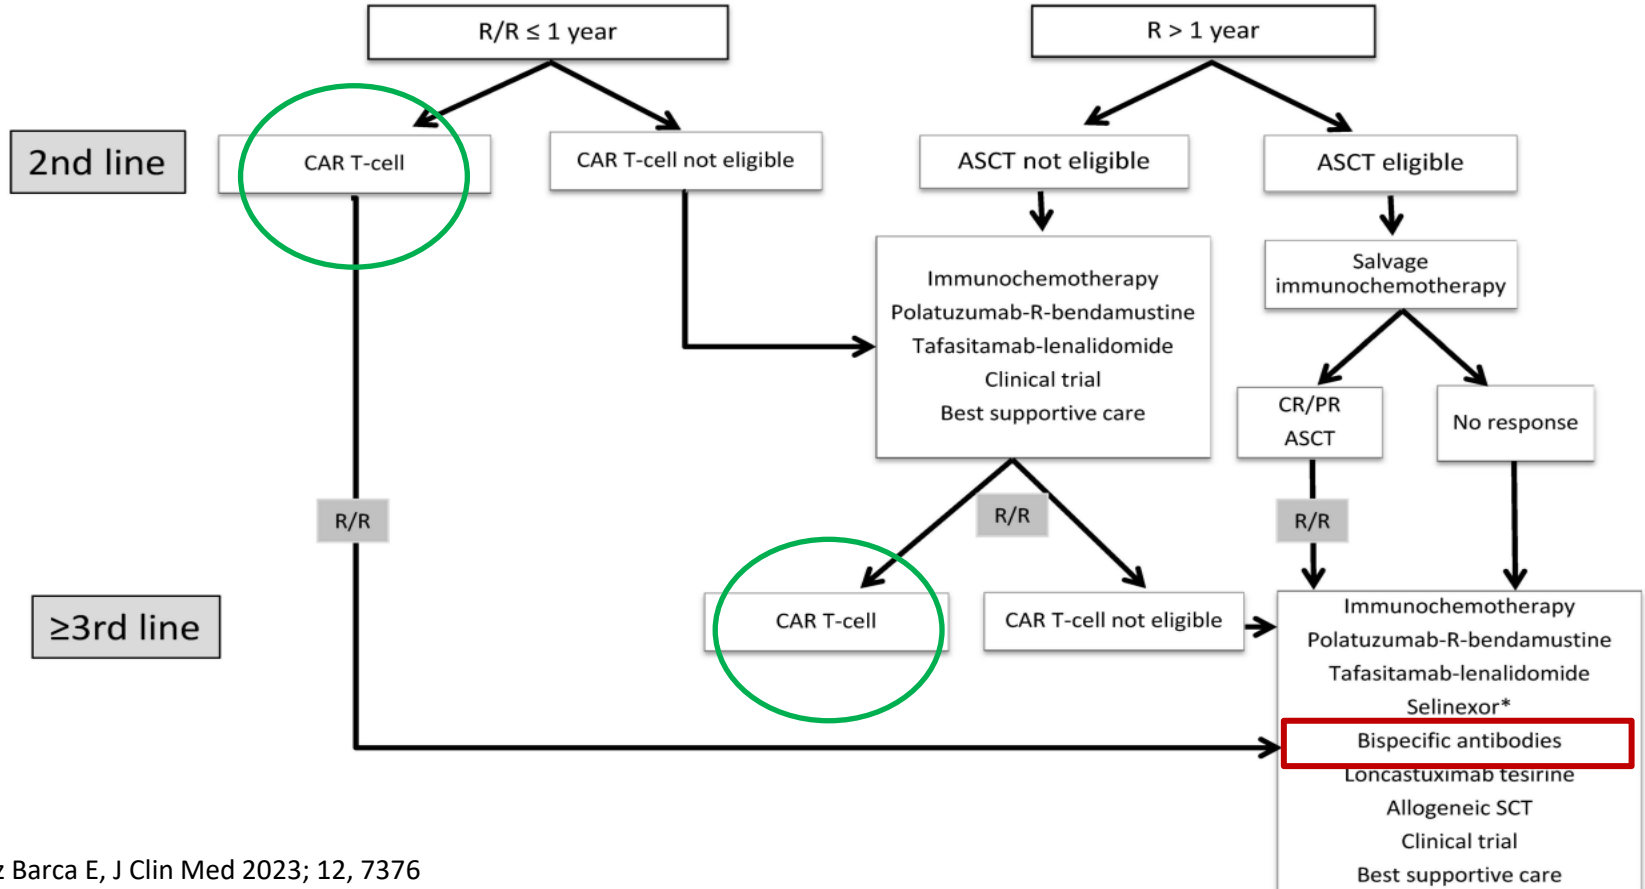 R/R ≤ 1 year
R > 1 year
2nd line
CAR T-cell
CAR T-cell not eligible
ASCT not eligible
ASCT eligible
Immunochemotherapy
Polatuzumab-R-bendamustine
Tafasitamab-lenalidomide
Clinical trial
Best supportive care
Salvage
immunochemotherapy
CR/PR
ASCT
No response
R/R
R/R
R/R
≥3rd line
CAR T-cell
CAR T-cell not eligible
Immunochemotherapy
Polatuzumab-R-bendamustine
Tafasitamab-lenalidomide
Selinexor*
Bispecific antibodies
Loncastuximab tesirine
Allogeneic SCT
Clinical trial
Best supportive care
z Barca E, J Clin Med 2023; 12, 7376